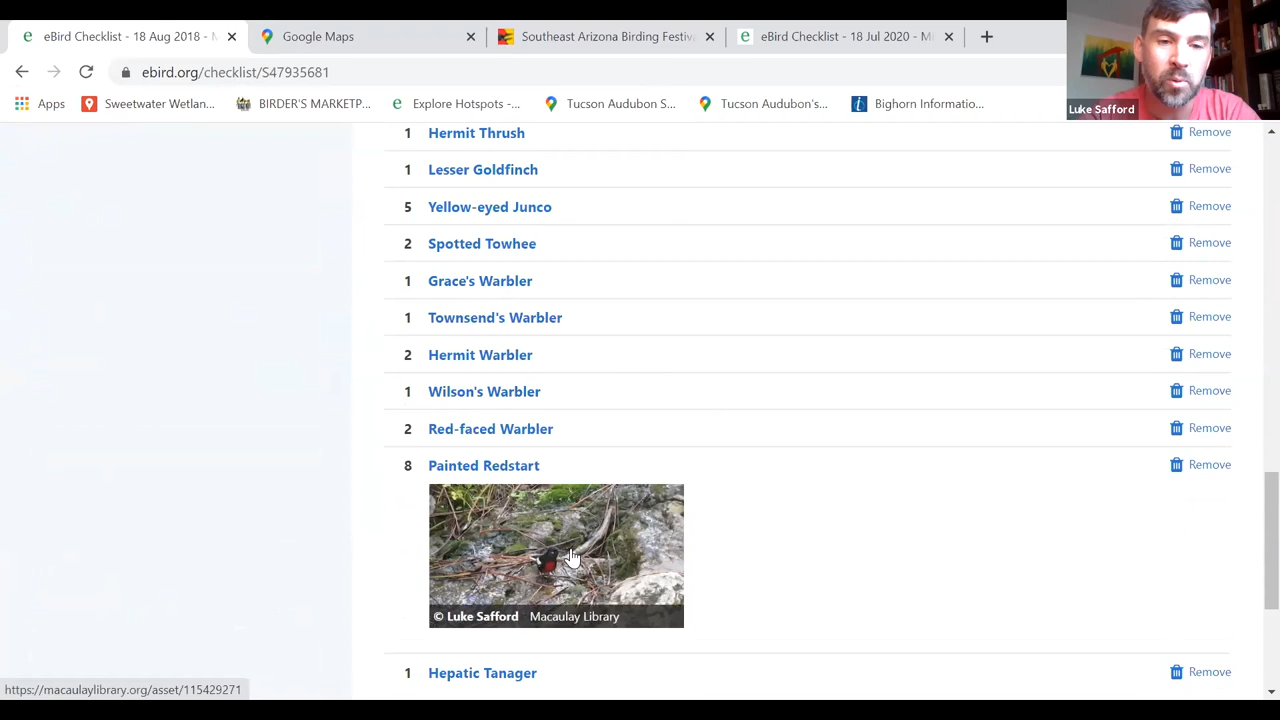 eBird Checklist - 18 Aug 2018 - M
Google Maps
Southeast Arizona Birding Festiva
eBird Checklist - 18 Jul 2020 - Mi
ebird.org/checklist/S47935681
Apps
Sweetwater Wetlan...
BIRDER'S MARKETP...
Explore Hotspots -...
Tucson Audubon S...
Tucson Audubon's...
Bighorn Informatio...
Luke Safford
1 Hermit Thrush Remove
1 Lesser Goldfinch Remove
5 Yellow-eyed Junco Remove
2 Spotted Towhee Remove
1 Grace's Warbler Remove
1 Townsend's Warbler Remove
2 Hermit Warbler Remove
1 Wilson's Warbler Remove
2 Red-faced Warbler Remove
8 Painted Redstart Remove
© Luke Safford Macaulay Library
1 Hepatic Tanager Remove
https://macaulaylibrary.org/asset/115429271